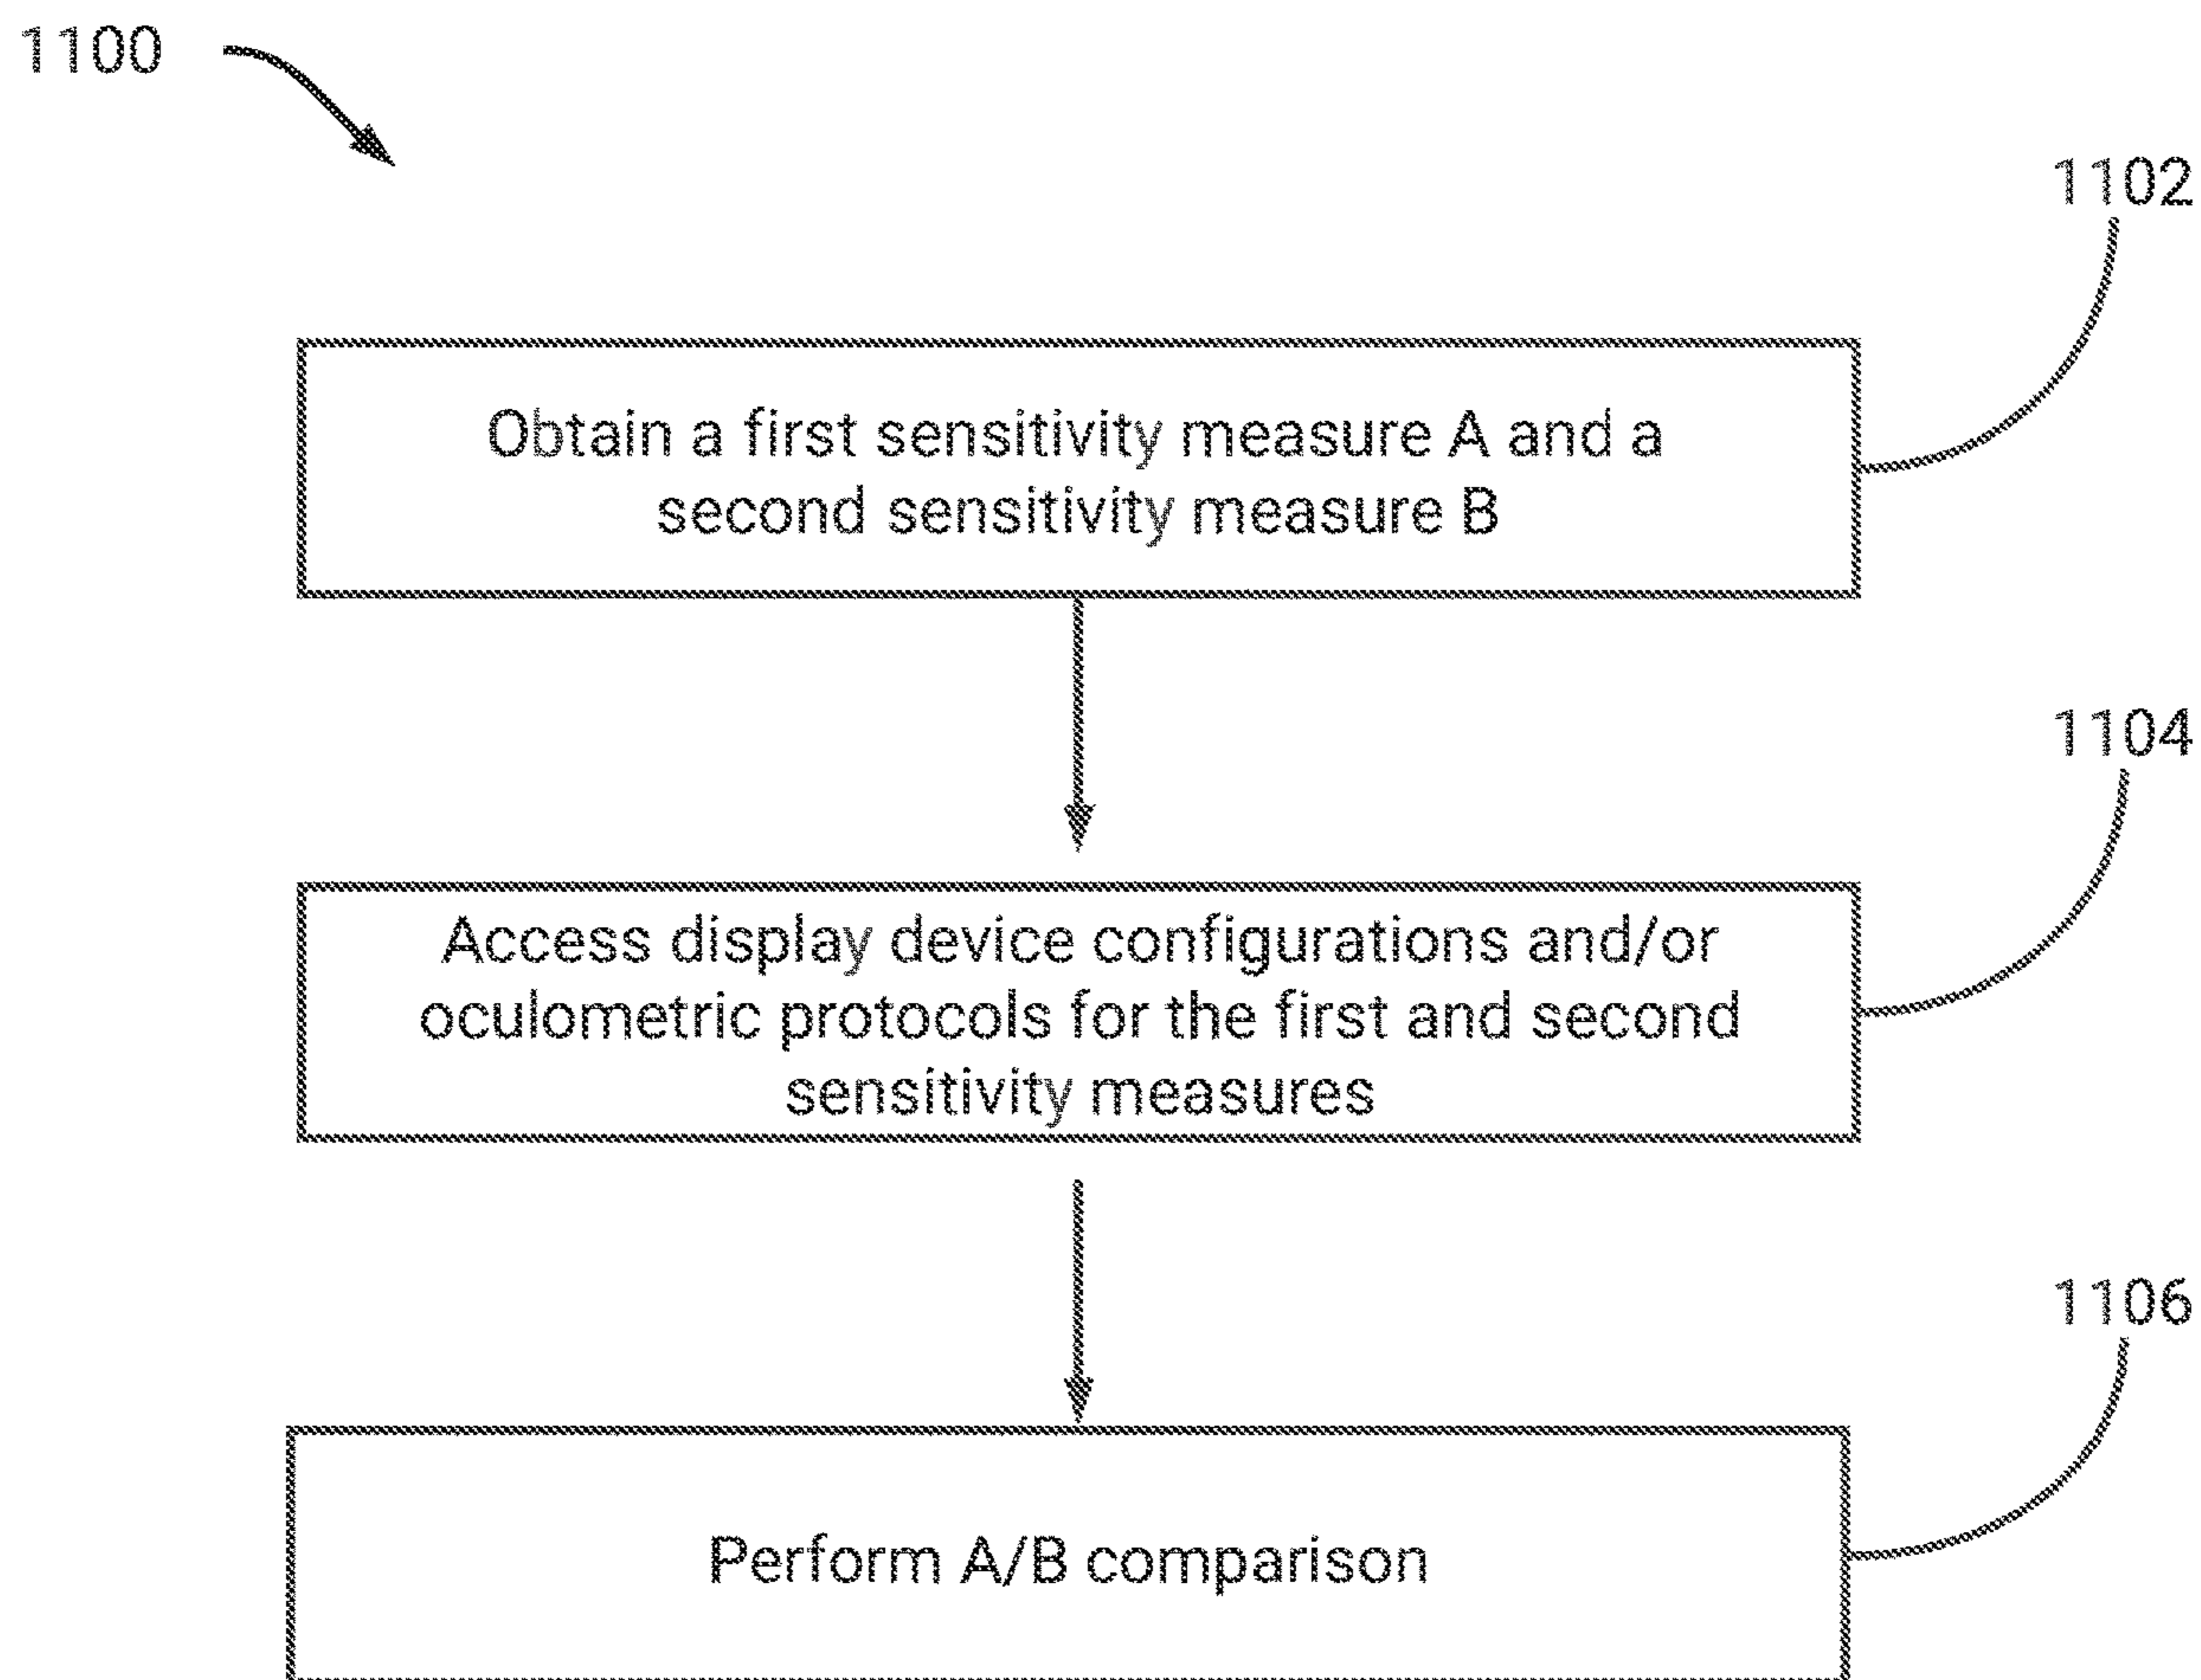 1100
1102
Obtain a first sensitivity measure A and a
second sensitivity measure B
1104
Access display device configurations and/or
oculometric protocols for the first and second
sensitivity measures
1106
Perform A/B comparison